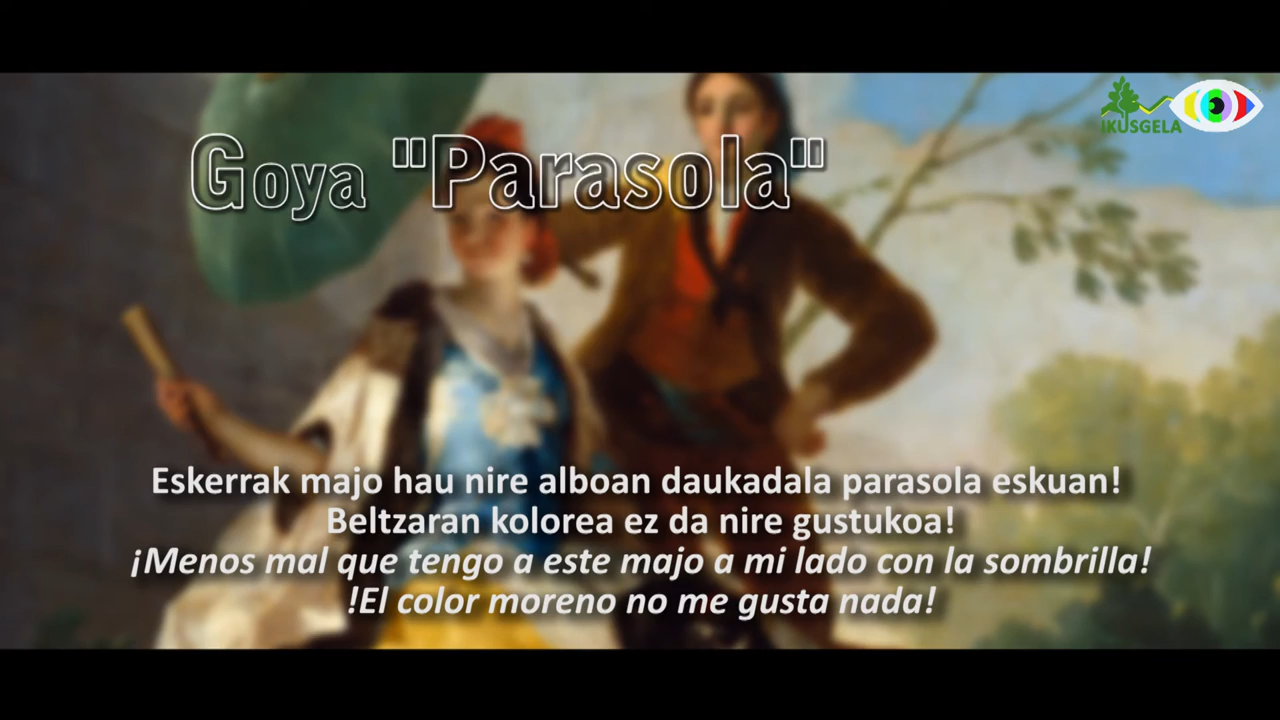 IKUSGELA
Goya "Parasola"
Eskerrak majo hau nire alboan daukadala parasola eskuan!
Beltzaran kolorea ez da nire gustukoa!
¡Menos mal que tengo a este majo a mi lado con la sombrilla!
!El color moreno no me gusta nada!